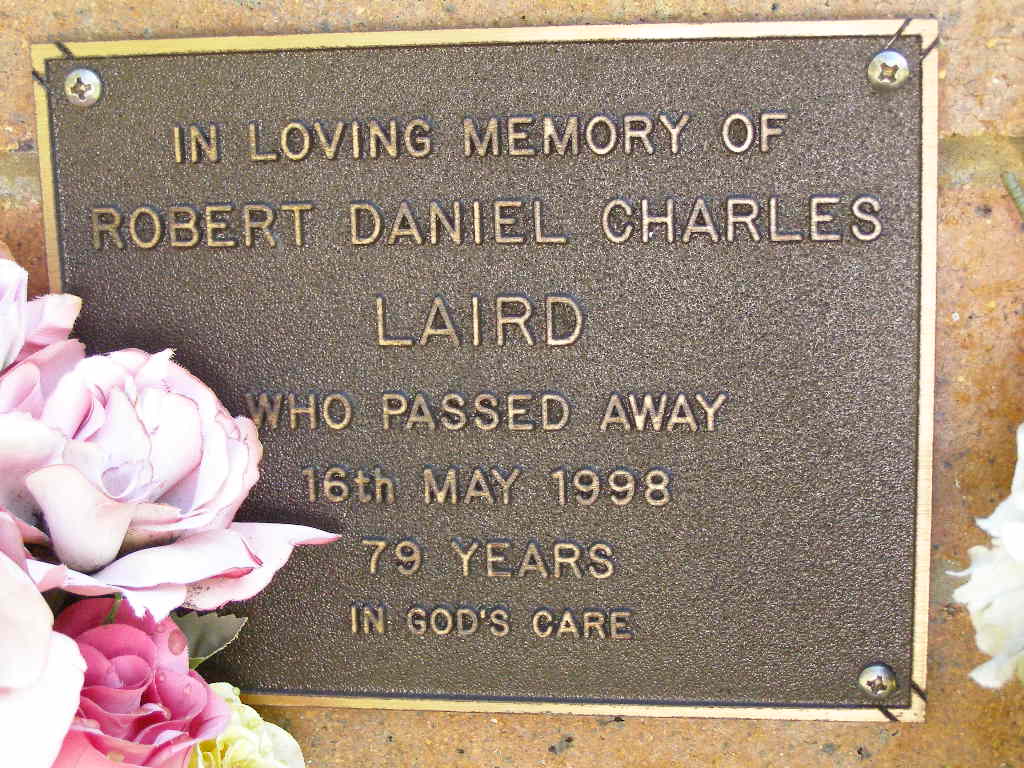 IN LOVING MEMORY OF
ROBERT DANIEL CHARLES
LAIRD
WHO PASSED AWAY
16th MAY 1998
79 YEARS
IN GOD'S CARE